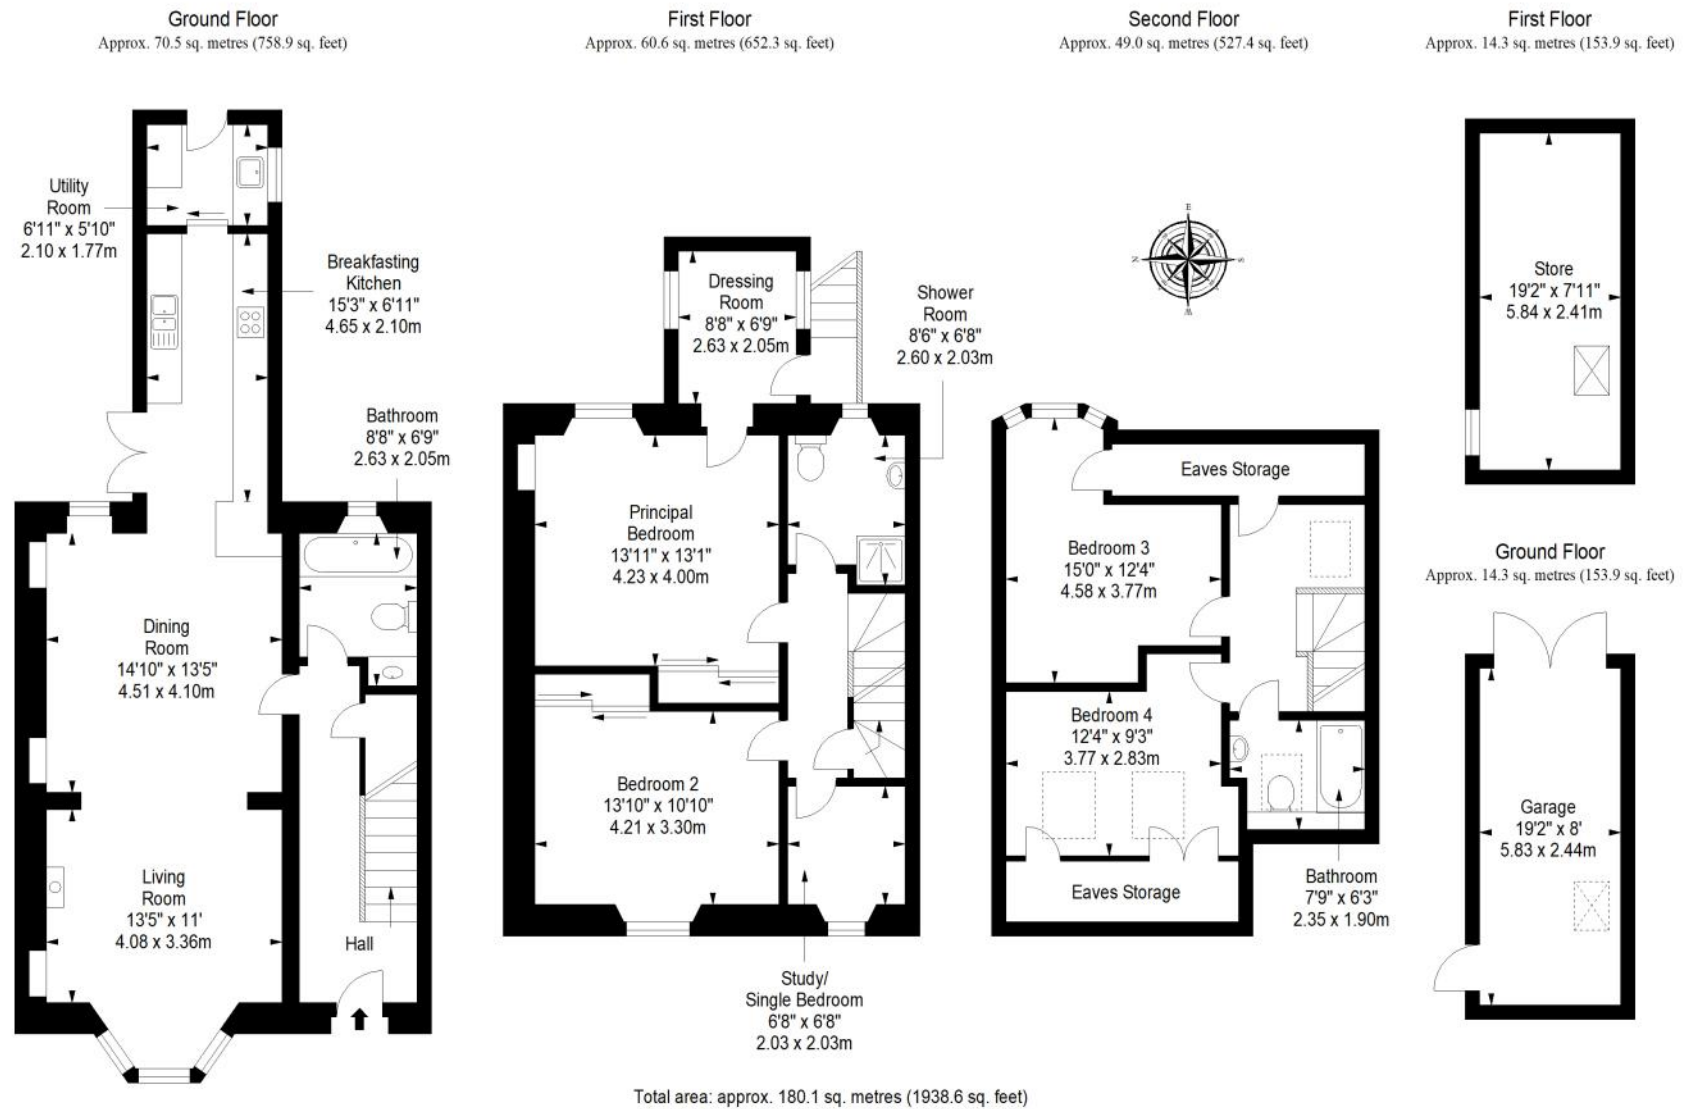 Ground Floor
Approx. 70.5 sq. metres (758.9 sq. feet)
First Floor
Approx. 60.6 sq. metres (652.3 sq. feet)
Second Floor
Approx. 49.0 sq. metres (527.4 sq. feet)
First Floor
Approx. 14.3 sq. metres (153.9 sq. feet)
Utility
Room
6'11" x 5'10"
2.10 x 1.77m
Breakfasting
Kitchen
15'3" x 6'11"
4.65 x 2.10m
Bathroom
8'8" x 6'9"
2.63 x 2.05m
Dining
Room
14'10" x 13'5"
4.51 x 4.10m
Living
Room
13'5" x 11'
4.08 x 3.36m
Hall
Dressing
Room
8'8" x 6'9"
2.63 x 2.05m
Shower
Room
8'6" x 6'8"
2.60 x 2.03m
Principal
Bedroom
13'11" x 13'1"
4.23 x 4.00m
Bedroom 2
13'10" x 10'10"
4.21 x 3.30m
Study/
Single Bedroom
6'8" x 6'8"
2.03 x 2.03m
E
N
S
W
Eaves Storage
Bedroom 3
15'0" x 12'4"
4.58 x 3.77m
Bedroom 4
12'4" x 9'3"
3.77 x 2.83m
Eaves Storage
Bathroom
7'9" x 6'3"
2.35 x 1.90m
Store
19'2" x 7'11"
5.84 x 2.41m
Ground Floor
Approx. 14.3 sq. metres (153.9 sq. feet)
Garage
19'2" x 8'
5.83 x 2.44m
Total area: approx. 180.1 sq. metres (1938.6 sq. feet)